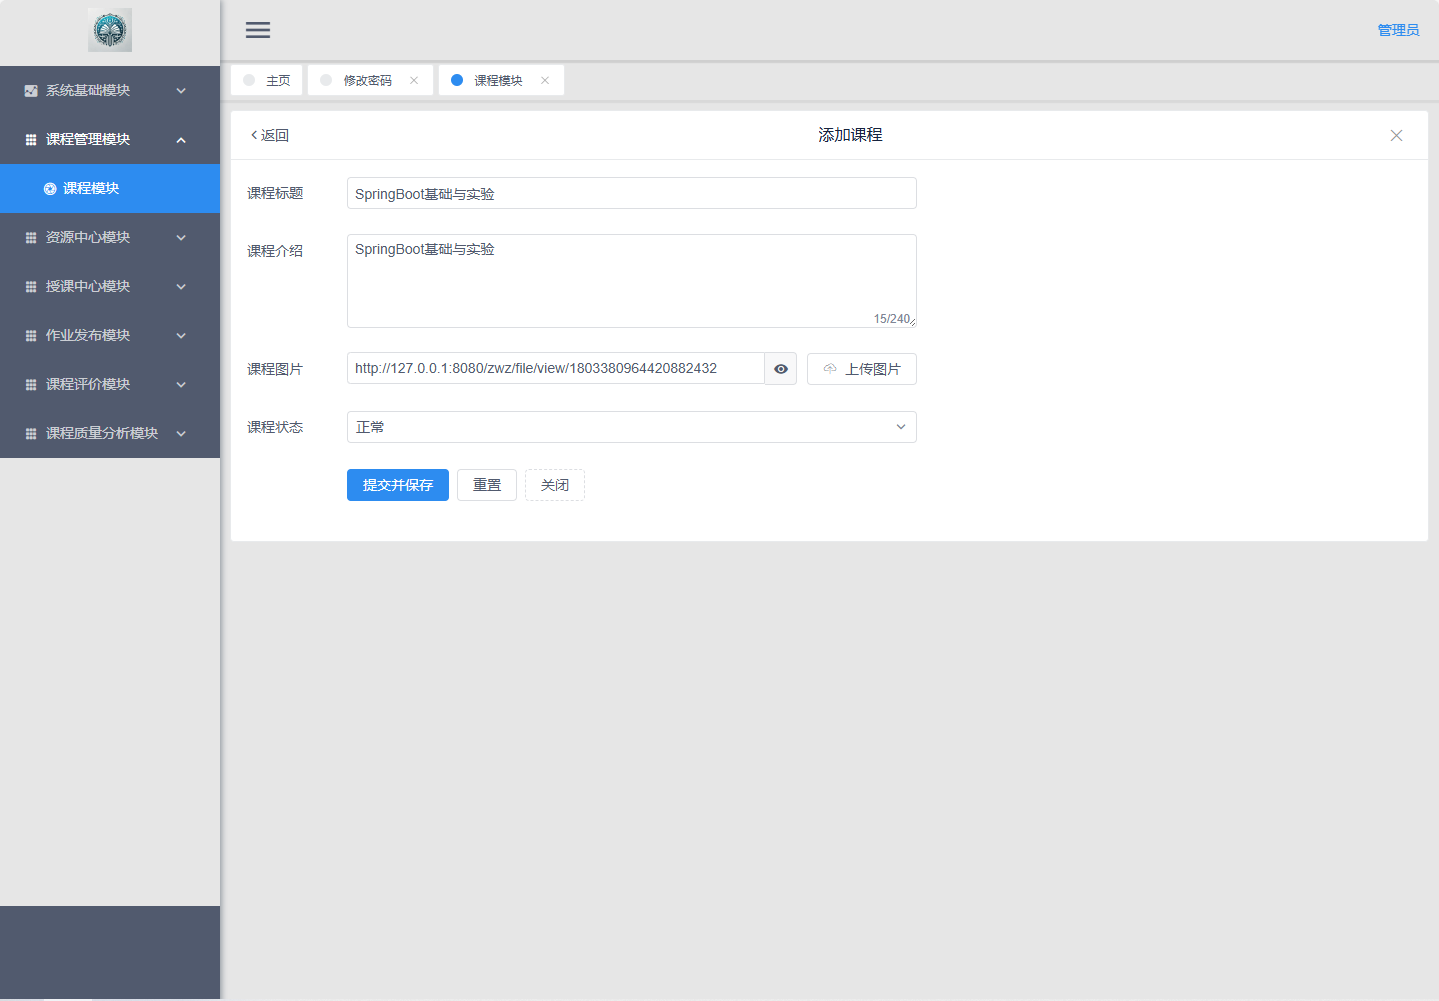 管理员
系统基础模块
课程管理模块
课程模块
资源中心模块
授课中心模块
作业发布模块
课程评价模块
课程质量分析模块
主页 修改密码 课程模块
返回 添加课程
课程标题 SpringBoot基础与实验
课程介绍 SpringBoot基础与实验
15/240
课程图片 http://127.0.0.1:8080/zwz/file/view/1803380964420882432 上传图片
课程状态 正常
提交并保存 重置 关闭